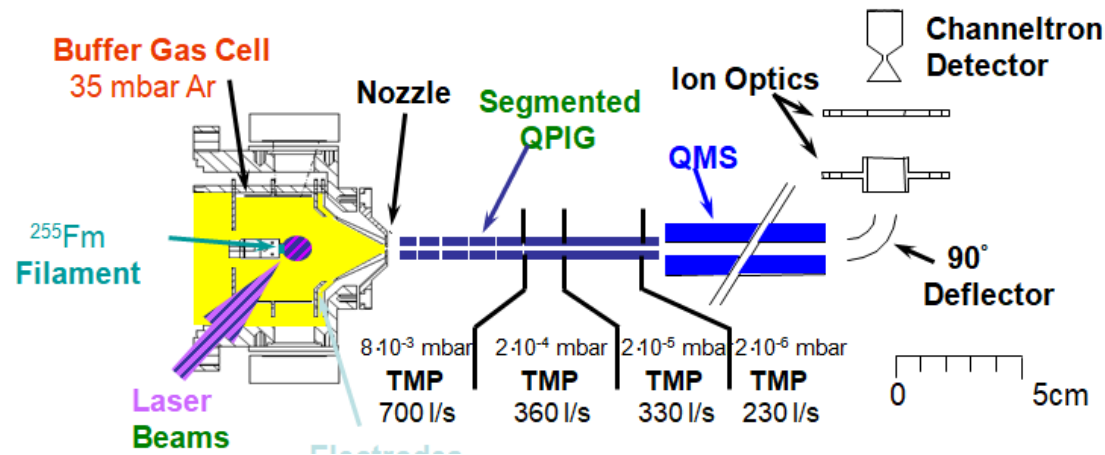 Buffer Gas Cell
35 mbar Ar
Nozzle
Segmented
QPIG
QMS
Ion Optics
Channeltron
Detector
²⁵⁵Fm
Filament
90°
Deflector
Laser
Beams
8·10⁻³ mbar
TMP
700 l/s
2·10⁻⁴ mbar
TMP
360 l/s
2·10⁻⁵ mbar
TMP
330 l/s
2·10⁻⁶ mbar
TMP
230 l/s
0 5cm
Electrodes